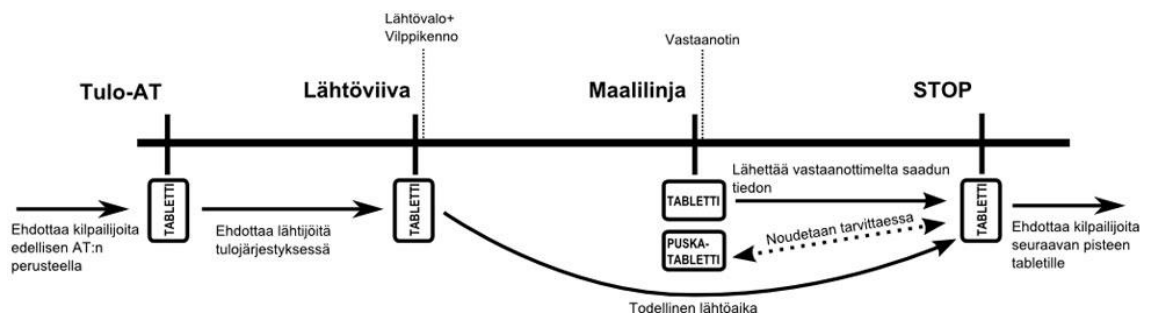 Lähtövalo+
Vilppikenno
Vastaanotin
Tulo-AT
Lähtöviiva
Maalilinja
STOP
TABLETTI
TABLETTI
TABLETTI
PUSKA-
TABLETTI
TABLETTI
Ehdottaa kilpailijoita
edellisen AT:n
perusteella
Ehdottaa lähtijöitä
tulojärjestyksessä
Lähettää vastaanottimelta saadun
tiedon
Noudetaan tarvittaessa
Ehdottaa kilpailijoita
seuraavan pisteen
tabletille
Todellinen lähtöaika